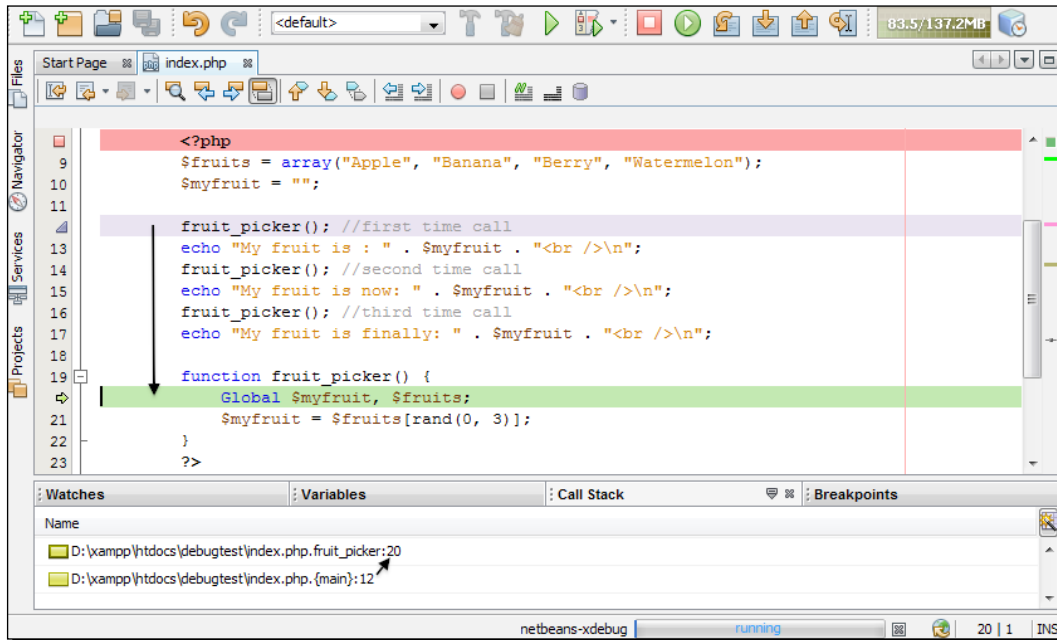 <default>
83.5/137.2MB
Files
Navigator
Services
Projects
Start Page index.php
<?php
9 $fruits = array("Apple", "Banana", "Berry", "Watermelon");
10 $myfruit = "";
11
fruit_picker(); //first time call
13 echo "My fruit is : " . $myfruit . "<br />\n";
14 fruit_picker(); //second time call
15 echo "My fruit is now: " . $myfruit . "<br />\n";
16 fruit_picker(); //third time call
17 echo "My fruit is finally: " . $myfruit . "<br />\n";
18
19 function fruit_picker() {
Global $myfruit, $fruits;
21 $myfruit = $fruits[rand(0, 3)];
22 }
23 ?>
Watches Variables Call Stack Breakpoints
Name
D:\xampp\htdocs\debugtest\index.php.fruit_picker:20
D:\xampp\htdocs\debugtest\index.php.{main}:12
netbeans-xdebug running 20 | 1 INS